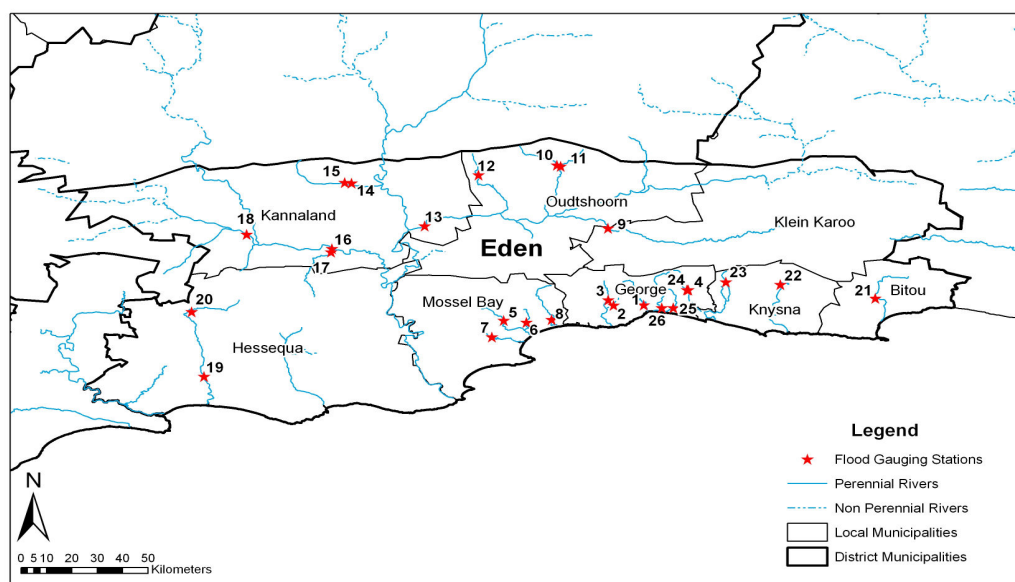 10 11
12
15
14
Oudtshoorn
Kannaland
13
18
9
Klein Karoo
16
Eden
17
24 4 23 22
George
3
21 Bitou
20
Mossel Bay
5
1
2
8
6
26 25
Knysna
7
Hessequa
19
Legend
Flood Gauging Stations
Perennial Rivers
Non Perennial Rivers
Local Municipalities
District Municipalities
N
0 5 10 20 30 40 50
Kilometers